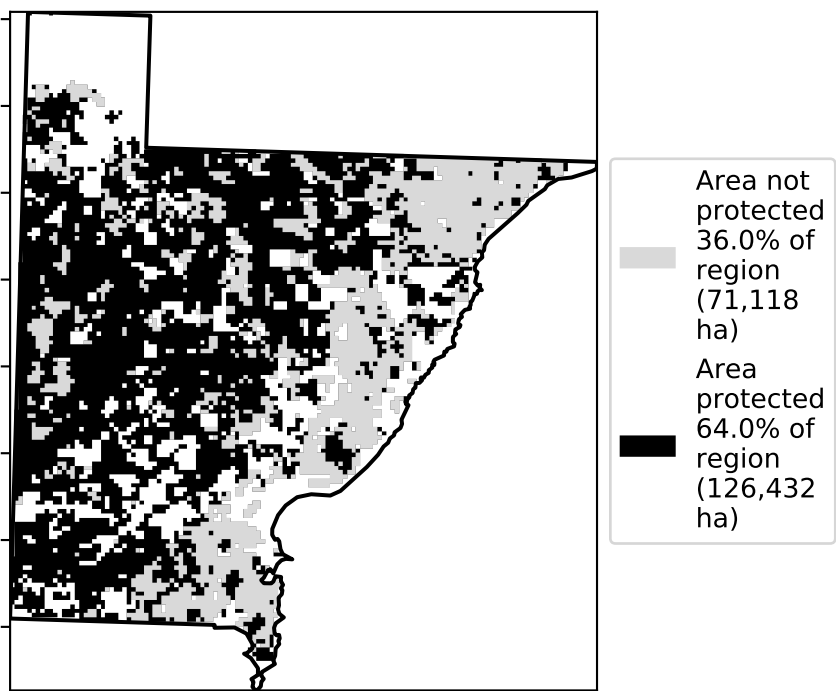 Area not
protected
36.0% of
region
(71,118
ha)
Area
protected
64.0% of
region
(126,432
ha)